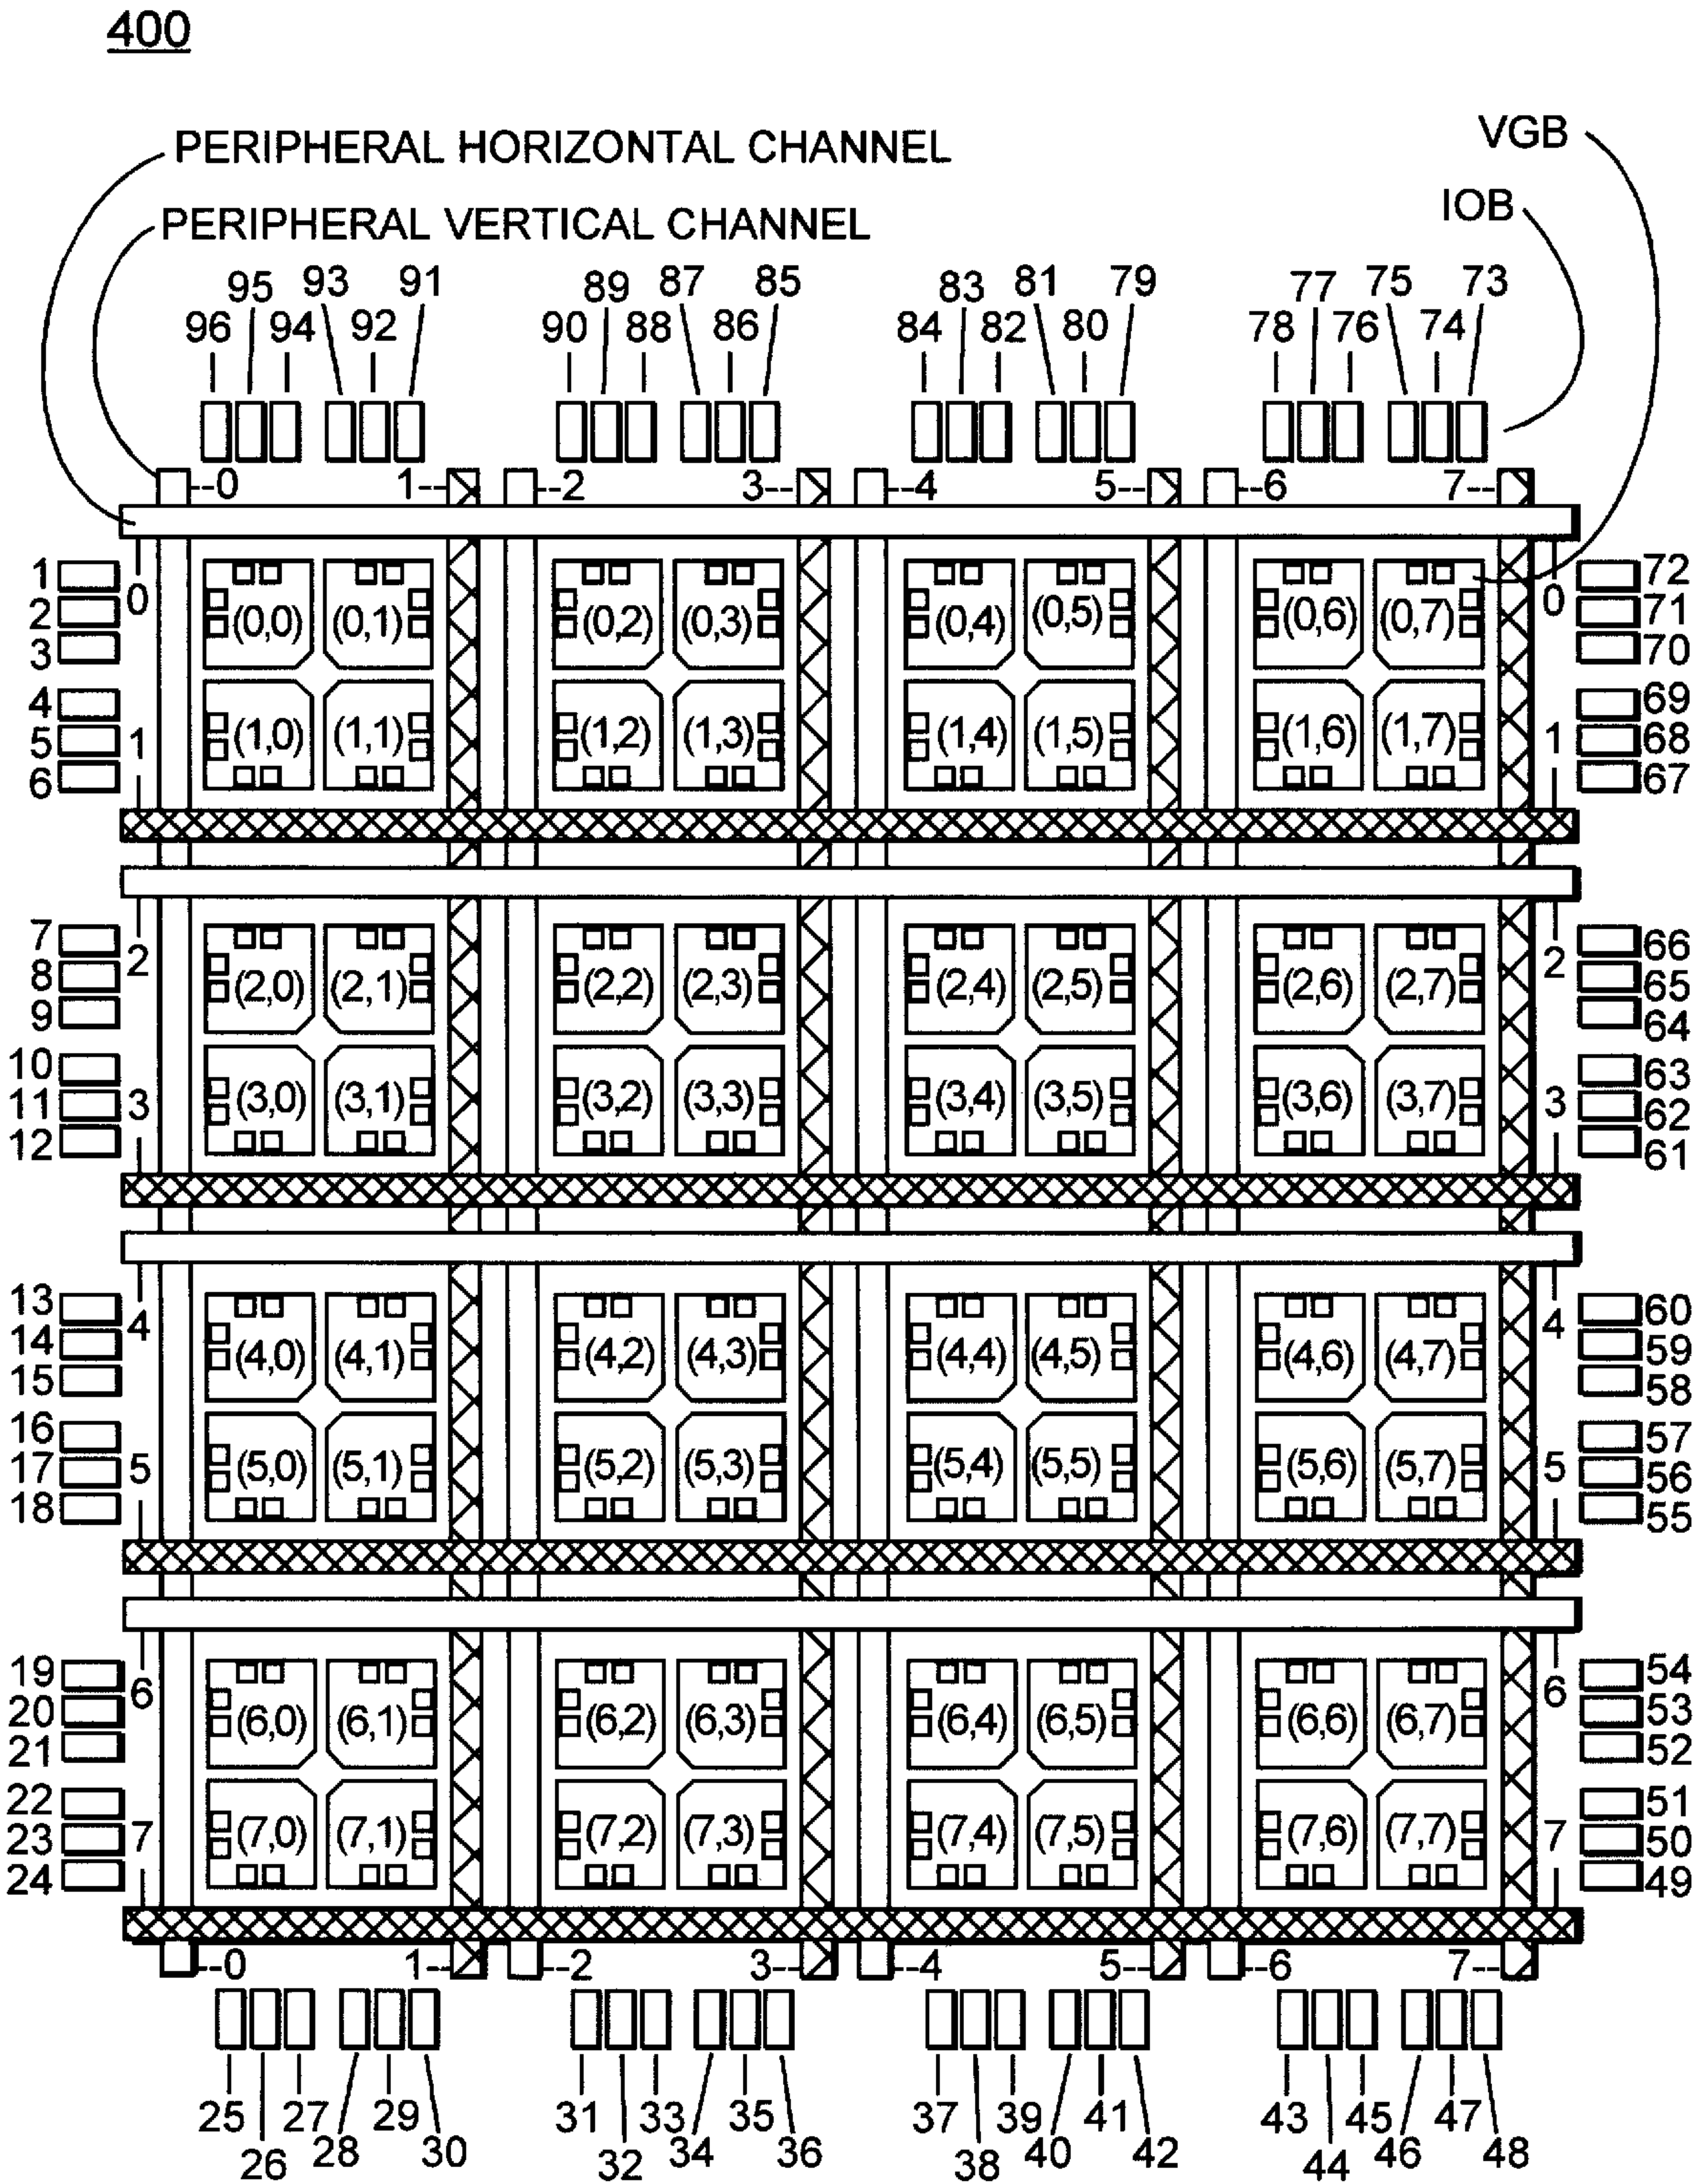 400
VGB
PERIPHERAL HORIZONTAL CHANNEL
IOB
PERIPHERAL VERTICAL CHANNEL
95 93 91 89 87 85 83 81 79 77 75 73
96 94 92 90 88 86 84 82 80 78 76 74
0 1 2 3 4 5 6 7
1 72
2 0 (0,0) (0,1) (0,2) (0,3) (0,4) (0,5) (0,6) (0,7) 0 71
3 70
4 69
5 1 (1,0) (1,1) (1,2) (1,3) (1,4) (1,5) (1,6) (1,7) 1 68
6 67
7 66
8 2 (2,0) (2,1) (2,2) (2,3) (2,4) (2,5) (2,6) (2,7) 2 65
9 64
10 63
11 3 (3,0) (3,1) (3,2) (3,3) (3,4) (3,5) (3,6) (3,7) 3 62
12 61
13 60
14 4 (4,0) (4,1) (4,2) (4,3) (4,4) (4,5) (4,6) (4,7) 4 59
15 58
16 57
17 5 (5,0) (5,1) (5,2) (5,3) (5,4) (5,5) (5,6) (5,7) 5 56
18 55
19 54
20 6 (6,0) (6,1) (6,2) (6,3) (6,4) (6,5) (6,6) (6,7) 6 53
21 52
22 51
23 7 (7,0) (7,1) (7,2) (7,3) (7,4) (7,5) (7,6) (7,7) 7 50
24 49
0 1 2 3 4 5 6 7
25 27 29 31 33 35 37 39 41 43 45 47
26 28 30 32 34 36 38 40 42 44 46 48